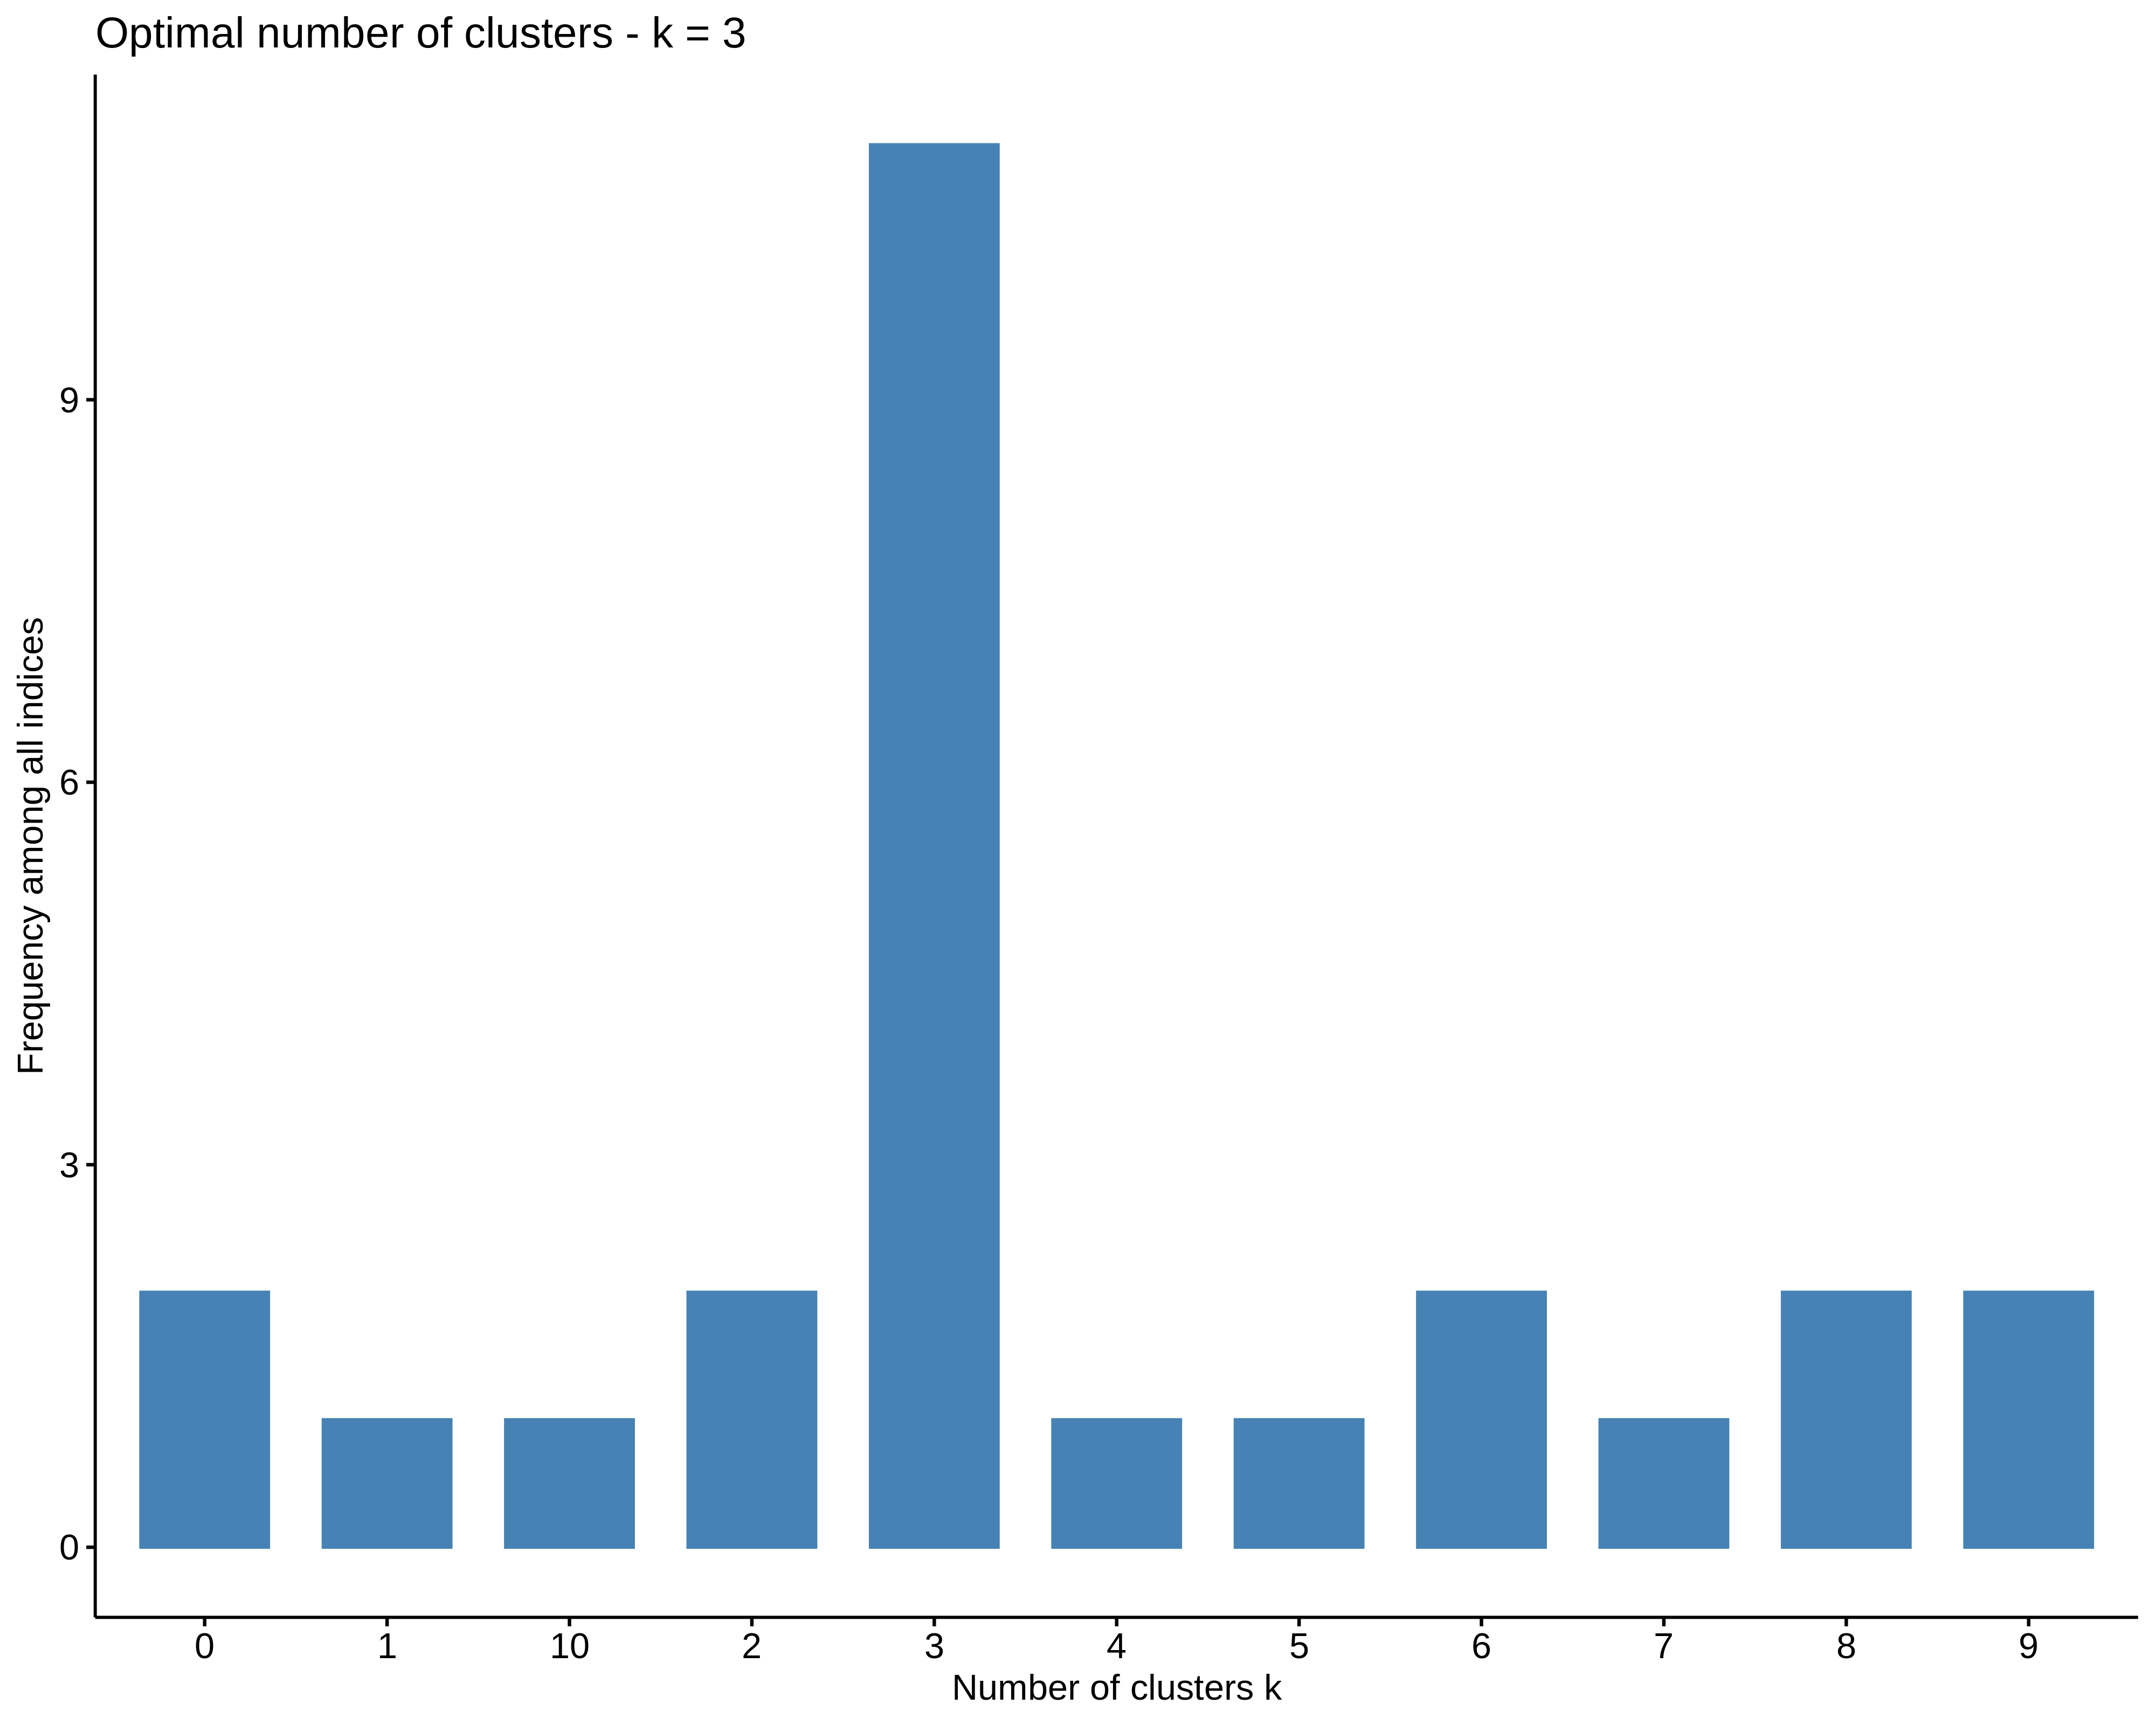 Optimal number of clusters - k = 3
Frequency among all indices
9
6
3
0
0 1 10 2 3 4 5 6 7 8 9
Number of clusters k